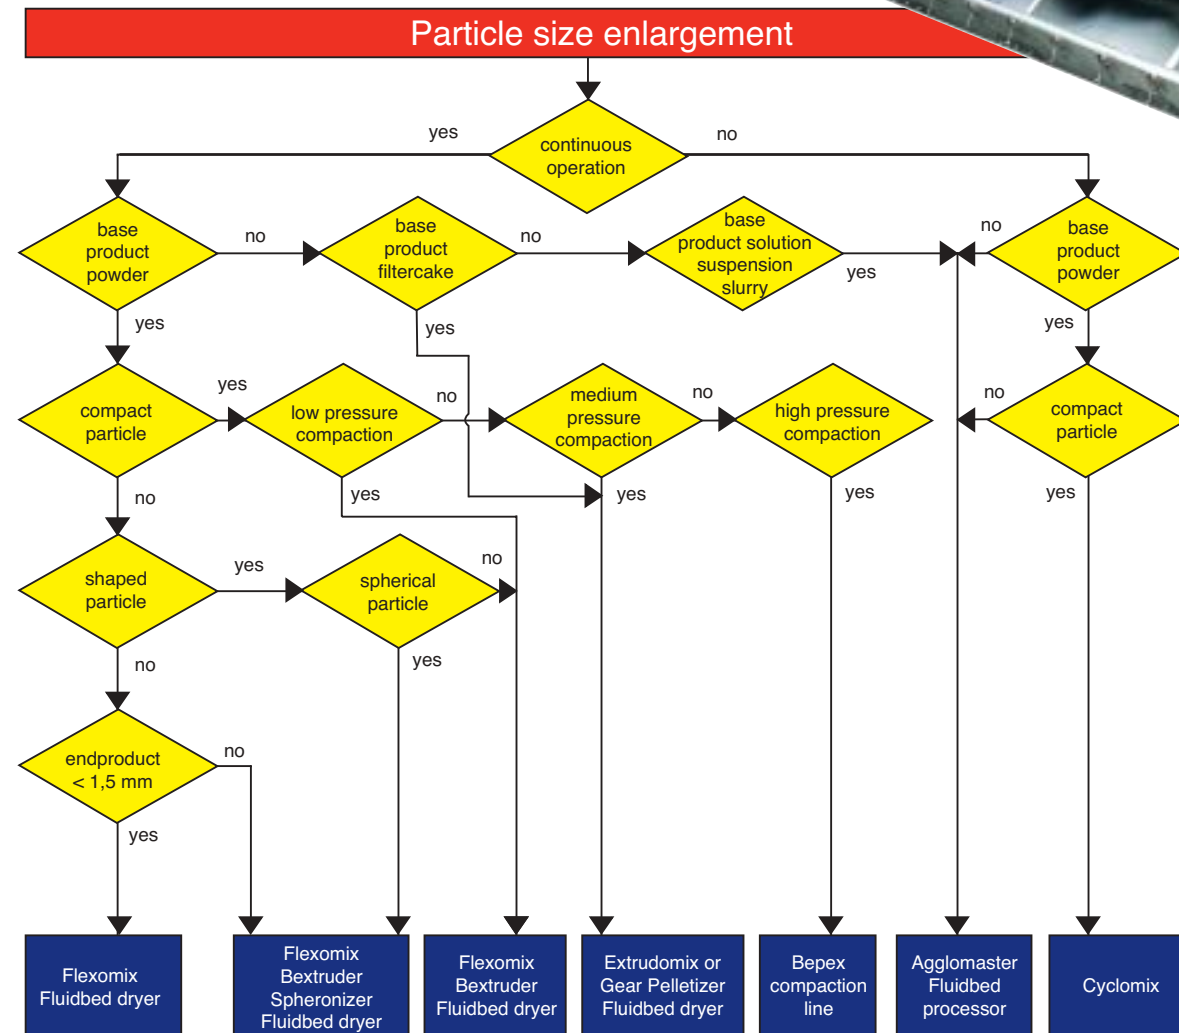 Particle size enlargement
yes
no
continuous
operation
base
product
powder
no
base
product
filtercake
no
base
product solution
suspension
slurry
yes
no
base
product
powder
yes
yes
yes
compact
particle
yes
low pressure
compaction
no
medium
pressure
compaction
no
high pressure
compaction
no
compact
particle
no
yes
yes
yes
yes
shaped
particle
yes
spherical
particle
no
no
yes
endproduct
< 1,5 mm
no
yes
Flexomix
Fluidbed dryer
Flexomix
Bextruder
Spheronizer
Fluidbed dryer
Flexomix
Bextruder
Fluidbed dryer
Extrudomix or
Gear Pelletizer
Fluidbed dryer
Bepex
compaction
line
Agglomaster
Fluidbed
processor
Cyclomix